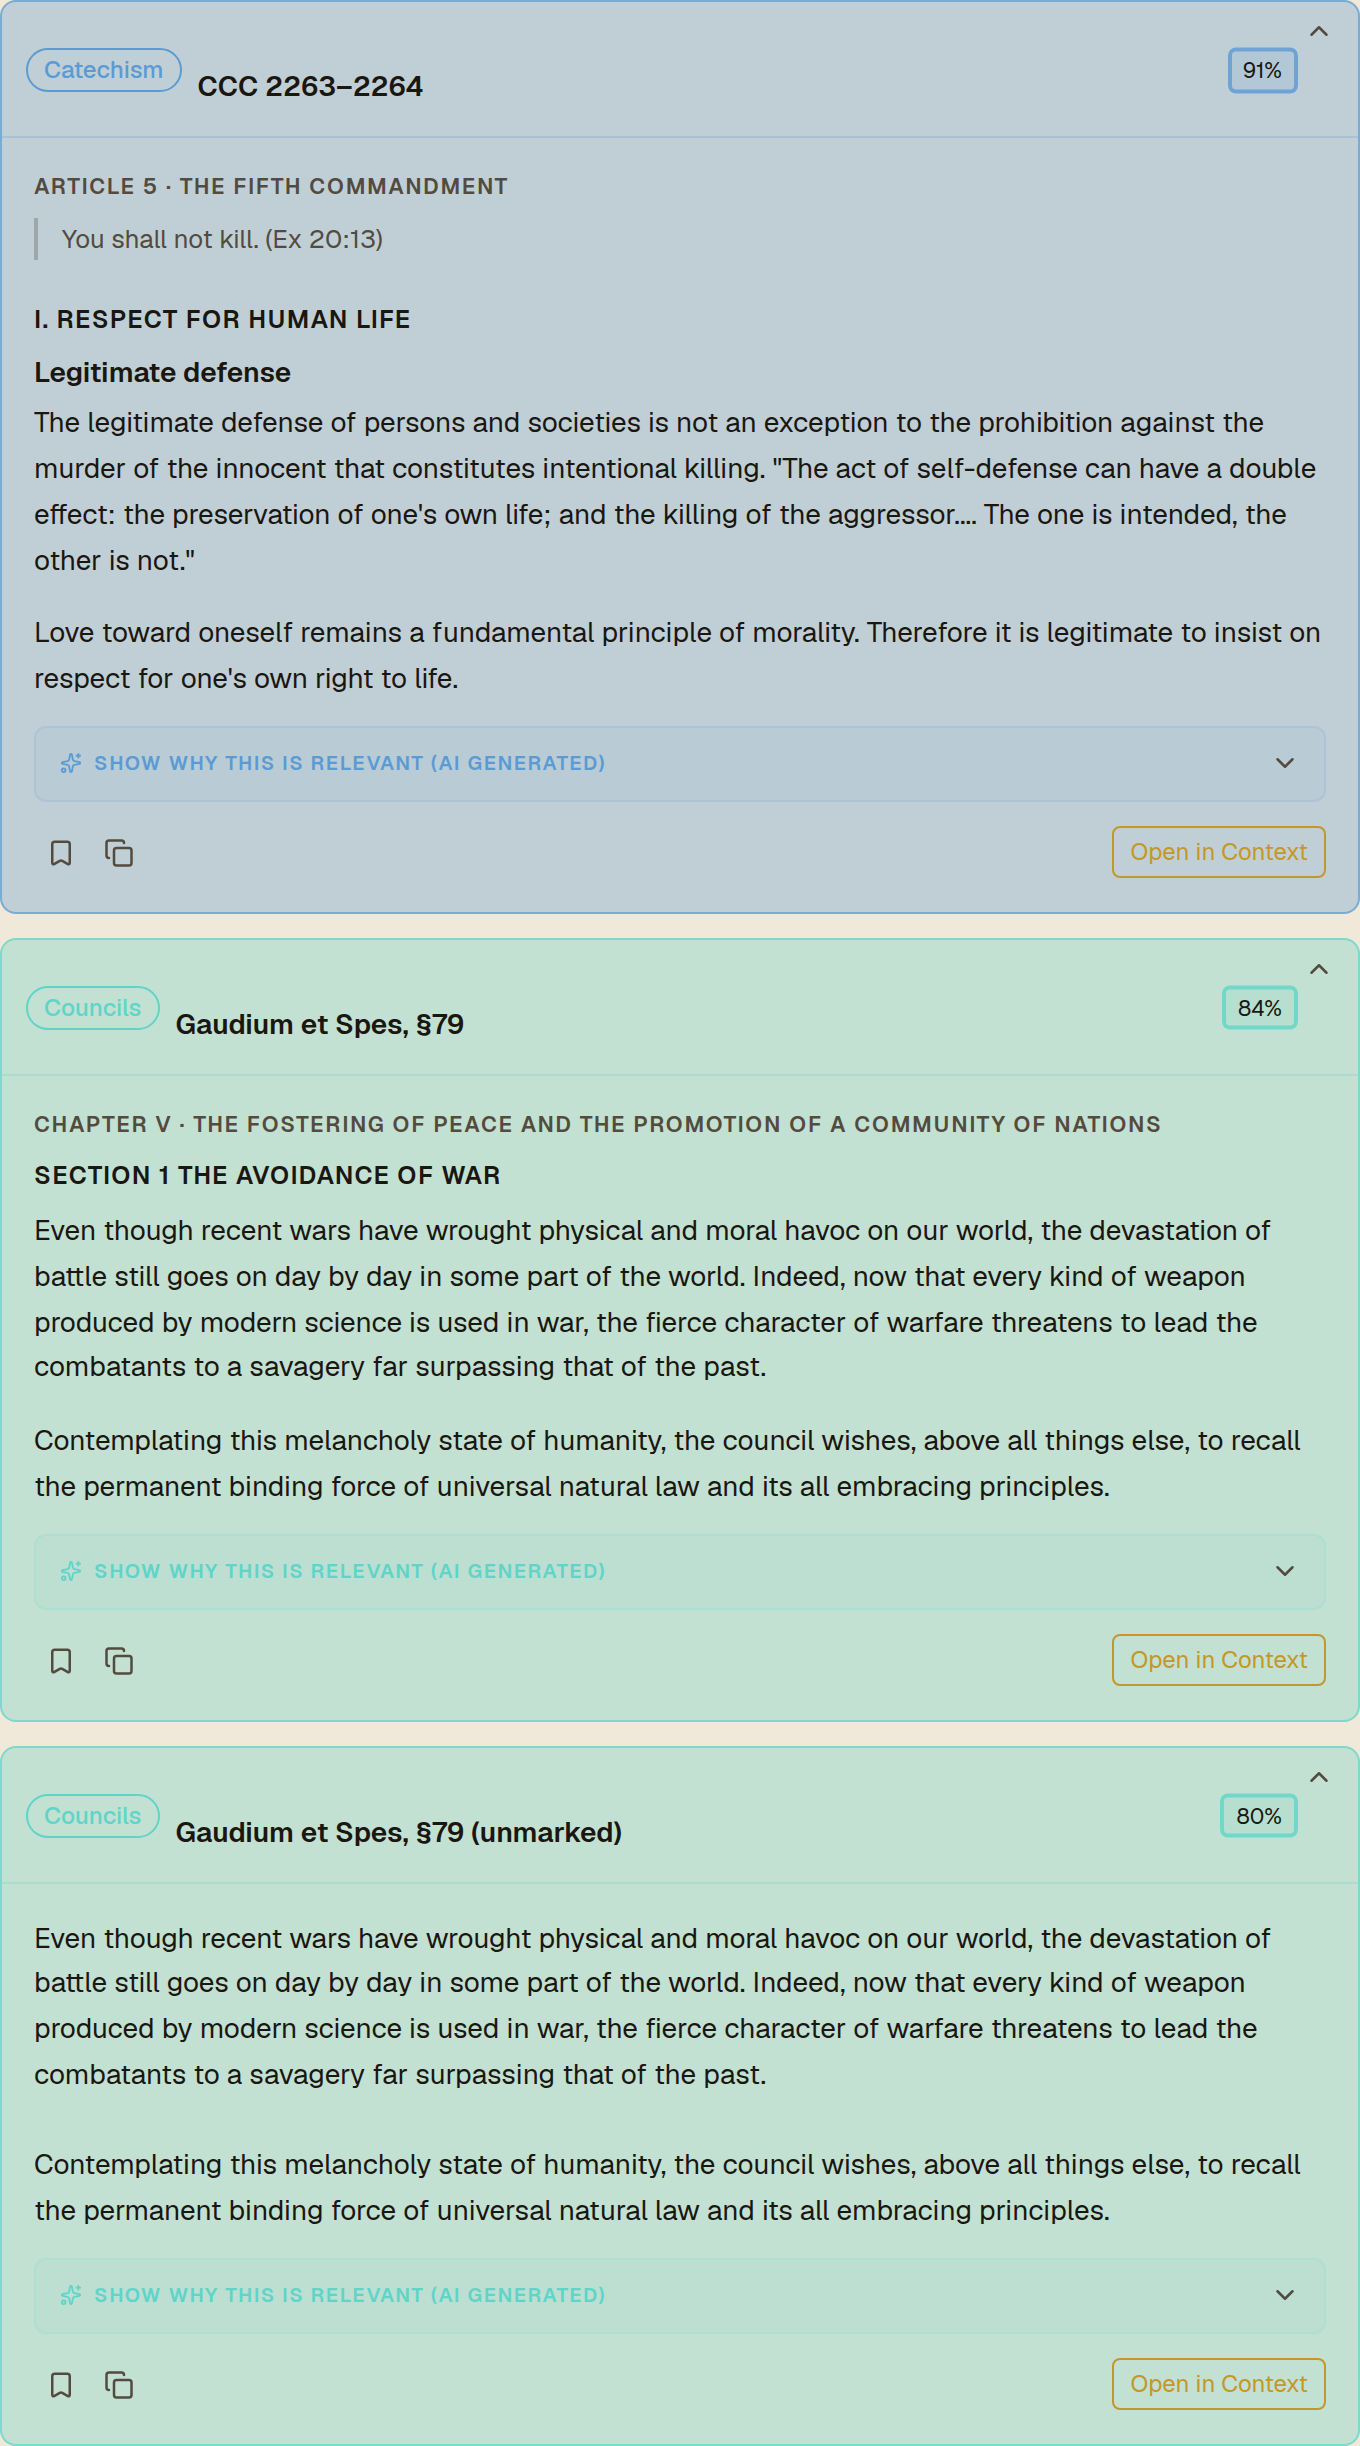 Catechism
CCC 2263–2264
91%
ARTICLE 5 · THE FIFTH COMMANDMENT
You shall not kill. (Ex 20:13)
I. RESPECT FOR HUMAN LIFE
Legitimate defense
The legitimate defense of persons and societies is not an exception to the prohibition against the
murder of the innocent that constitutes intentional killing. "The act of self-defense can have a double
effect: the preservation of one's own life; and the killing of the aggressor.... The one is intended, the
other is not."
Love toward oneself remains a fundamental principle of morality. Therefore it is legitimate to insist on
respect for one's own right to life.
SHOW WHY THIS IS RELEVANT (AI GENERATED)
Open in Context
Councils
Gaudium et Spes, §79
84%
CHAPTER V · THE FOSTERING OF PEACE AND THE PROMOTION OF A COMMUNITY OF NATIONS
SECTION 1 THE AVOIDANCE OF WAR
Even though recent wars have wrought physical and moral havoc on our world, the devastation of
battle still goes on day by day in some part of the world. Indeed, now that every kind of weapon
produced by modern science is used in war, the fierce character of warfare threatens to lead the
combatants to a savagery far surpassing that of the past.
Contemplating this melancholy state of humanity, the council wishes, above all things else, to recall
the permanent binding force of universal natural law and its all embracing principles.
SHOW WHY THIS IS RELEVANT (AI GENERATED)
Open in Context
Councils
Gaudium et Spes, §79 (unmarked)
80%
Even though recent wars have wrought physical and moral havoc on our world, the devastation of
battle still goes on day by day in some part of the world. Indeed, now that every kind of weapon
produced by modern science is used in war, the fierce character of warfare threatens to lead the
combatants to a savagery far surpassing that of the past.
Contemplating this melancholy state of humanity, the council wishes, above all things else, to recall
the permanent binding force of universal natural law and its all embracing principles.
SHOW WHY THIS IS RELEVANT (AI GENERATED)
Open in Context